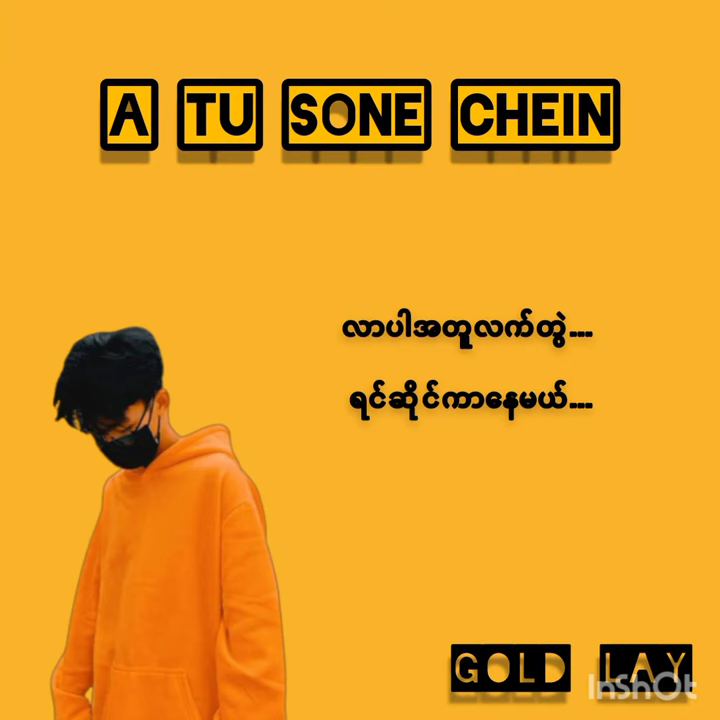 A TU SONE CHEIN
လာပါအတူလက်တွဲ....
ရင်ဆိုင်ကာနေမယ်....
GOLD LAY
InShOt